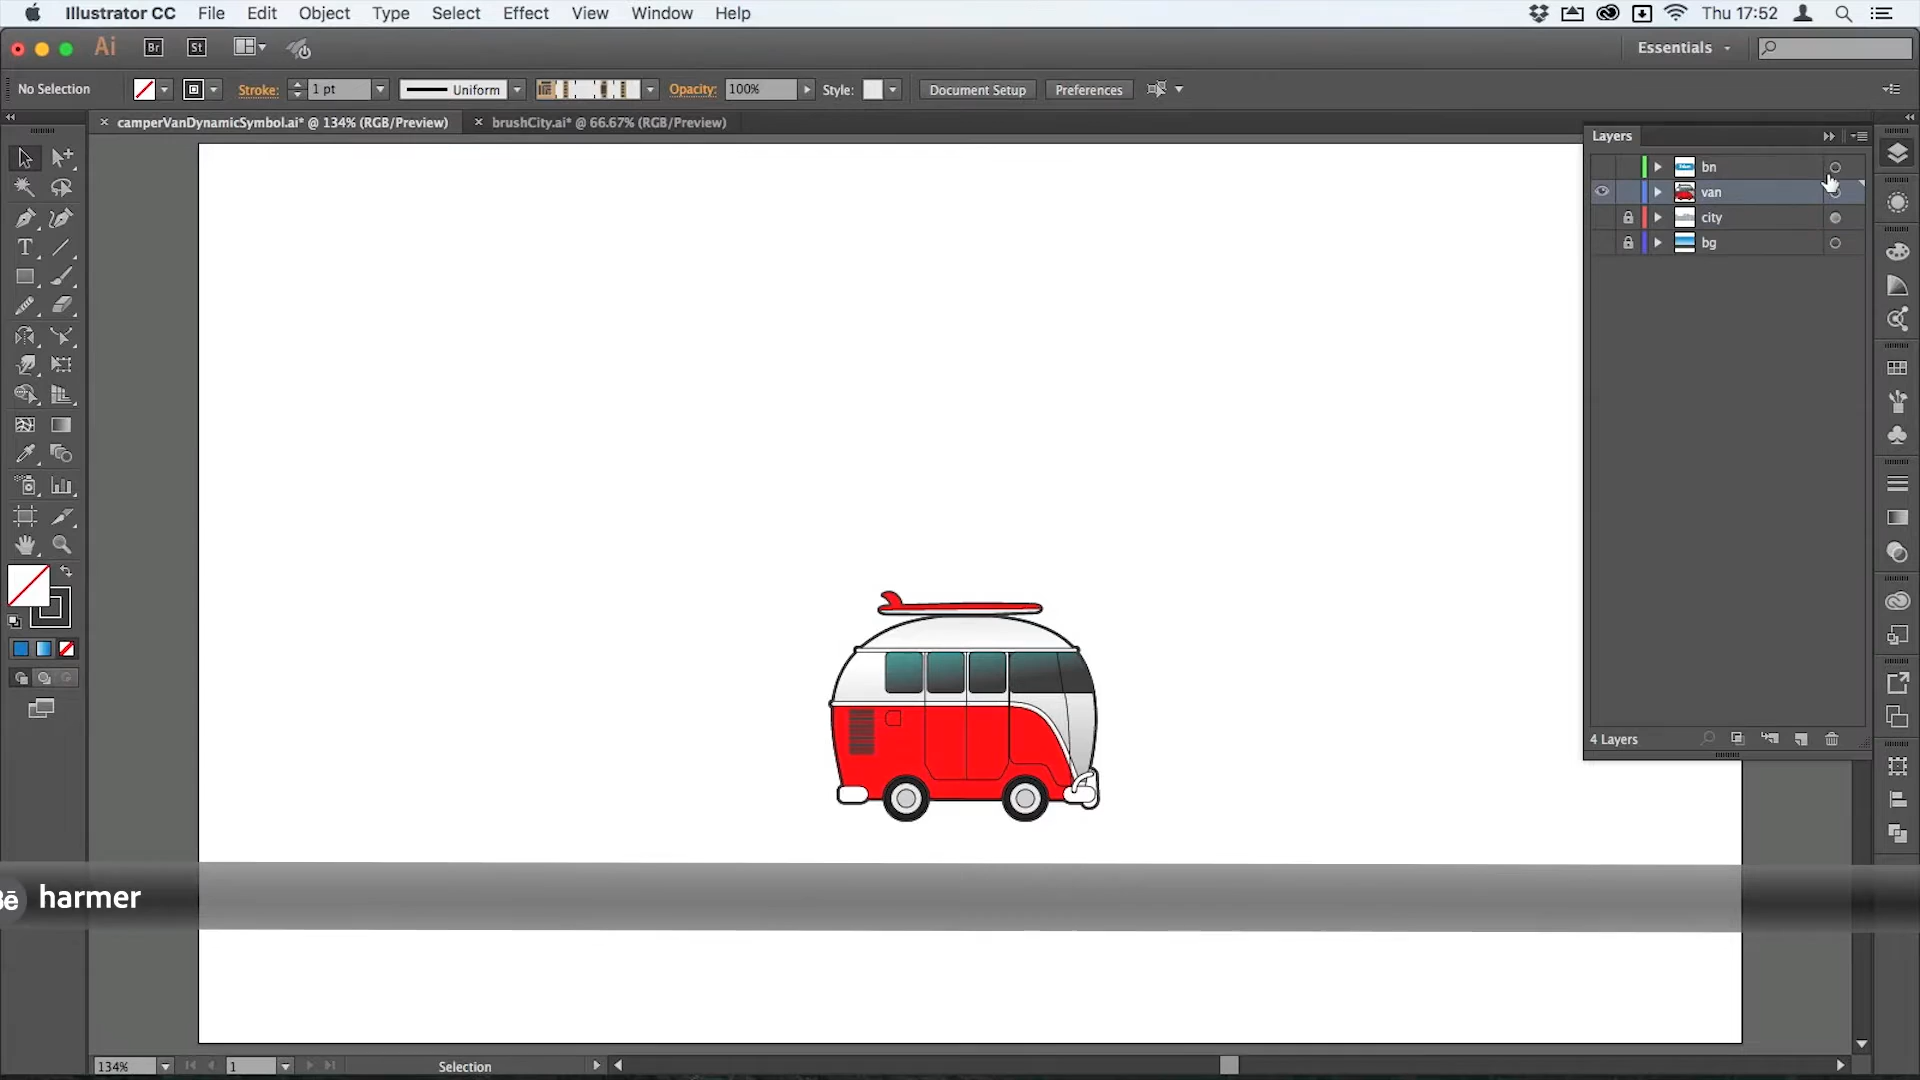 Illustrator CC File Edit Object Type Select Effect View Window Help Thu 17:52
Ai Br St Essentials
No Selection Stroke: 1 pt Uniform Opacity: 100% Style: Document Setup Preferences
× camperVanDynamicSymbol.ai* @ 134% (RGB/Preview) × brushCity.ai* @ 66.67% (RGB/Preview)
Layers
bn
van
city
bg
4 Layers
Bē harmer
134% 1 Selection